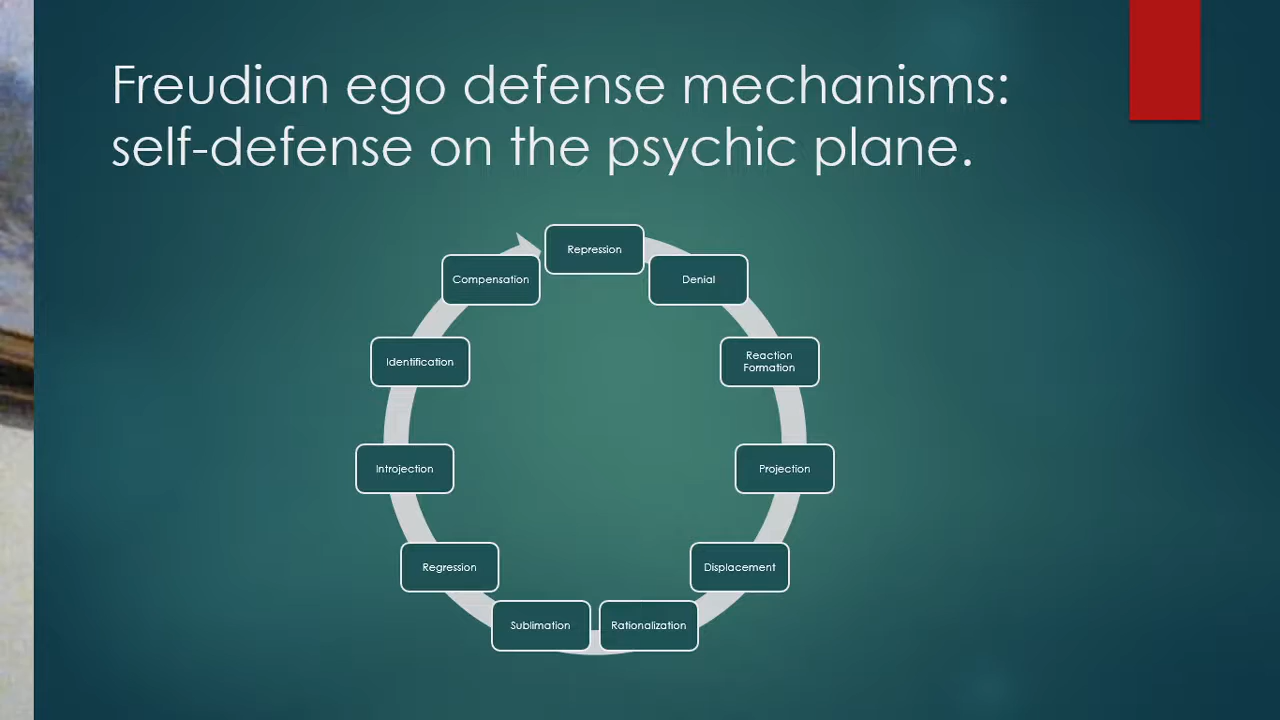 Freudian ego defense mechanisms:
self-defense on the psychic plane.
Repression
Denial
Reaction
Formation
Projection
Displacement
Rationalization
Sublimation
Regression
Introjection
Identification
Compensation